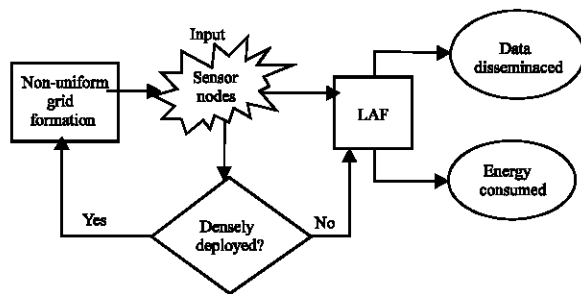 Input
Non-uniform
grid
formation
Sensor
nodes
LAF
Data
disseminaced
Energy
consumed
Densely
deployed?
Yes
No